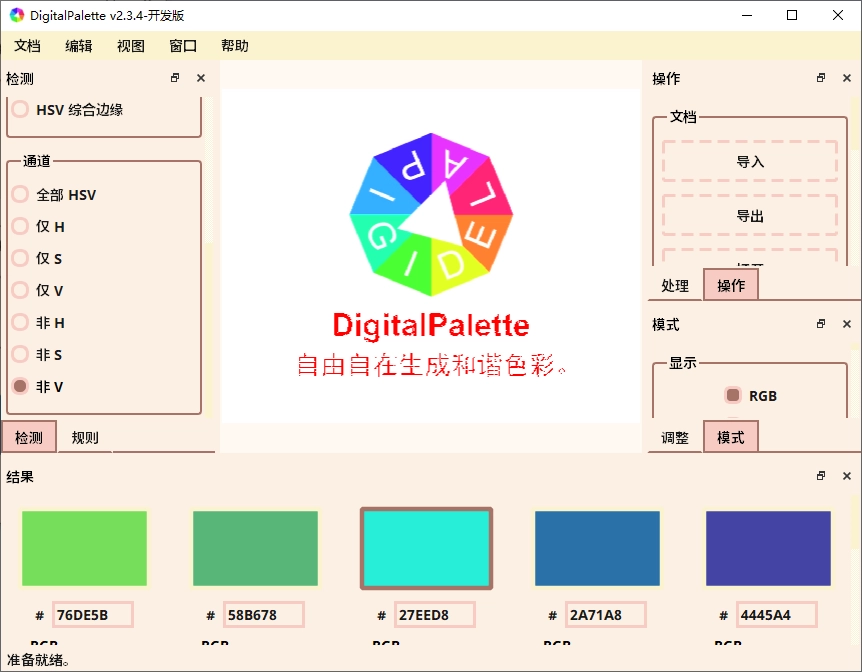 DigitalPalette v2.3.4-开发版
文档 编辑 视图 窗口 帮助
检测
HSV 综合边缘
通道
全部 HSV
仅 H
仅 S
仅 V
非 H
非 S
非 V
检测 规则
DIGITAL P
DigitalPalette
自由自在生成和谐色彩。
操作
文档
导入
导出
打开
处理 操作
模式
显示
RGB
调整 模式
结果
# 76DE5B # 58B678 # 27EED8 # 2A71A8 # 4445A4
RGB RGB RGB RGB RGB
准备就绪。